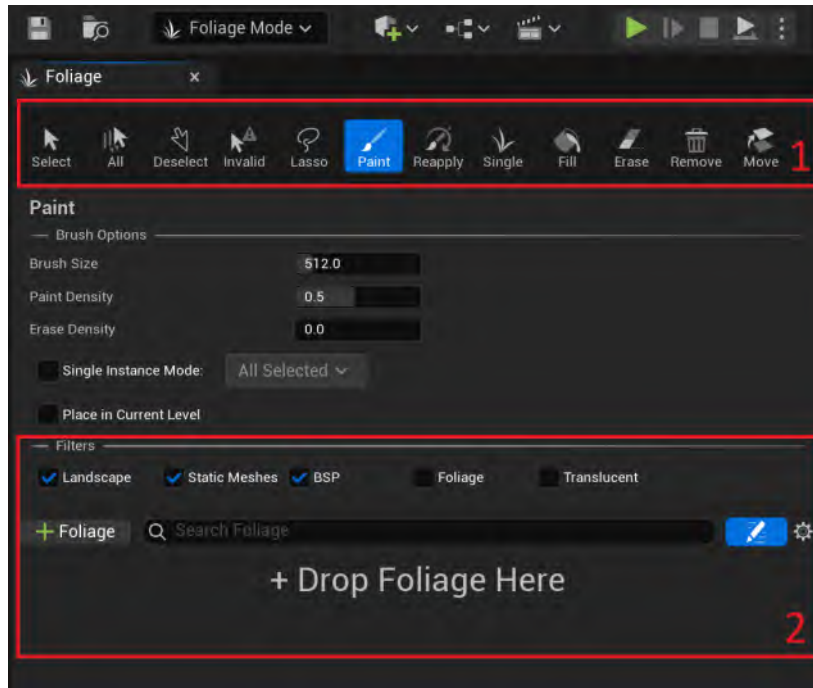 Foliage Mode
Foliage
Select All Deselect Invalid Lasso Paint Reapply Single Fill Erase Remove Move 1
Paint
Brush Options
Brush Size 512.0
Paint Density 0.5
Erase Density 0.0
Single Instance Mode: All Selected
Place in Current Level
Filters
Landscape Static Meshes BSP Foliage Translucent
+ Foliage Search Foliage
+ Drop Foliage Here
2